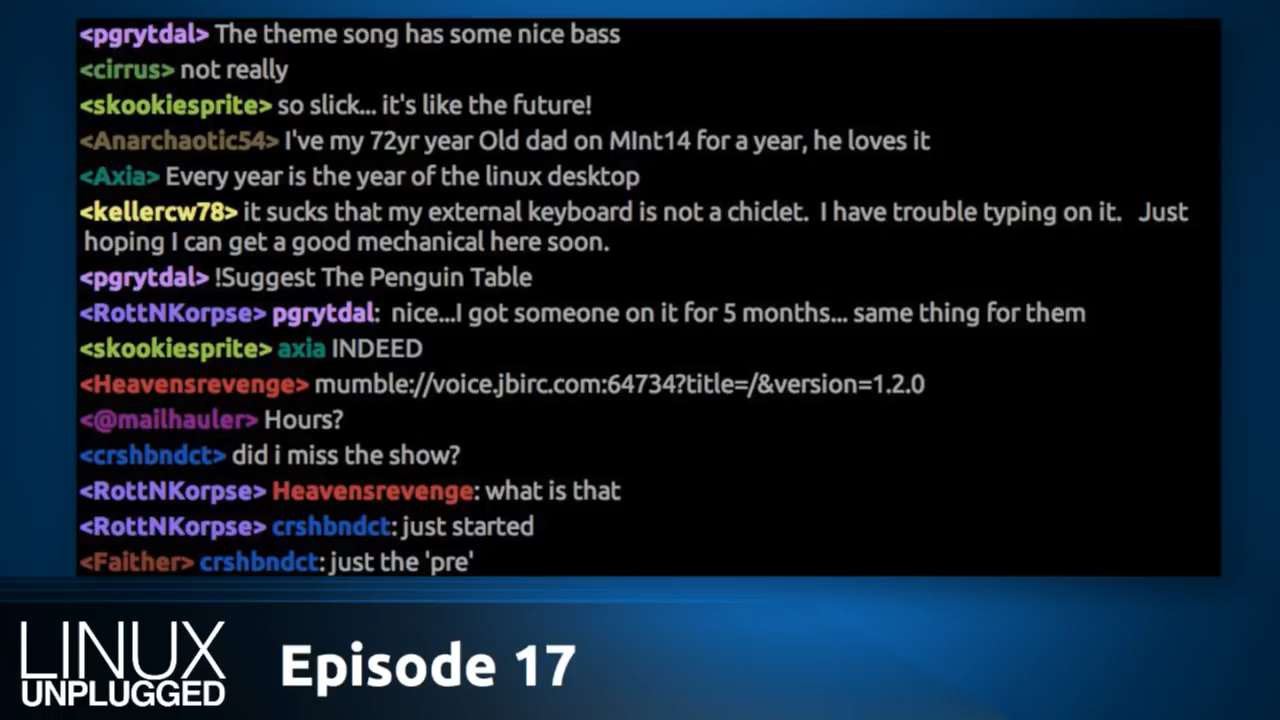 <pgrytdal> The theme song has some nice bass
<cirrus> not really
<skookiesprite> so slick... it's like the future!
<Anarchaotic54> I've my 72yr year Old dad on MInt14 for a year, he loves it
<Axia> Every year is the year of the linux desktop
<kellercw78> it sucks that my external keyboard is not a chiclet.  I have trouble typing on it.   Just
hoping I can get a good mechanical here soon.
<pgrytdal> !Suggest The Penguin Table
<RottNKorpse> pgrytdal:  nice...I got someone on it for 5 months... same thing for them
<skookiesprite> axia INDEED
<Heavensrevenge> mumble://voice.jbirc.com:64734?title=/&version=1.2.0
<@mailhauler> Hours?
<crshbndct> did i miss the show?
<RottNKorpse> Heavensrevenge: what is that
<RottNKorpse> crshbndct: just started
<Faither> crshbndct: just the 'pre'
LINUX
UNPLUGGED
Episode 17